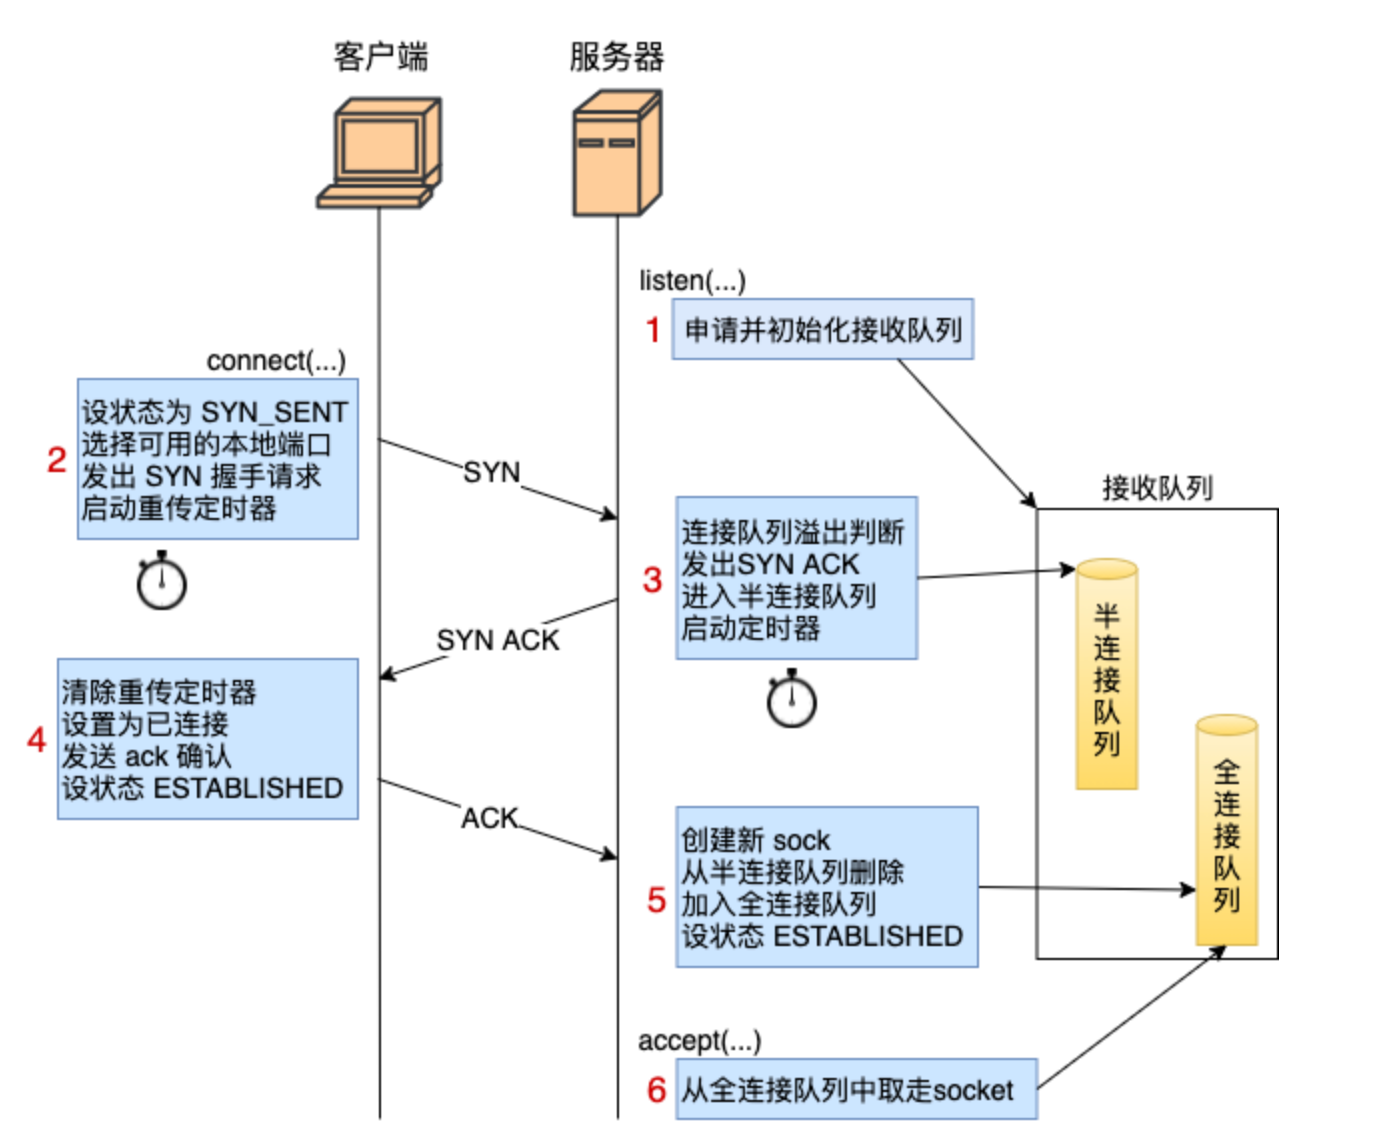 客户端
服务器
listen(...)
1
申请并初始化接收队列
connect(...)
2
设状态为 SYN_SENT
选择可用的本地端口
发出 SYN 握手请求
启动重传定时器
SYN
接收队列
3
连接队列溢出判断
发出SYN ACK
进入半连接队列
启动定时器
半连接队列
SYN ACK
4
清除重传定时器
设置为已连接
发送 ack 确认
设状态 ESTABLISHED
全连接队列
ACK
5
创建新 sock
从半连接队列删除
加入全连接队列
设状态 ESTABLISHED
accept(...)
6
从全连接队列中取走socket